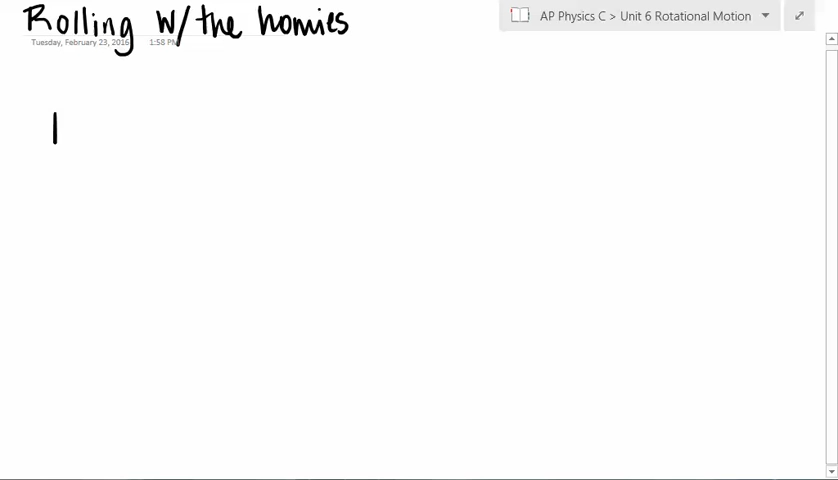 Rolling w/ the homies
AP Physics C > Unit 6 Rotational Motion
Tuesday, February 23, 2016 1:58 PM